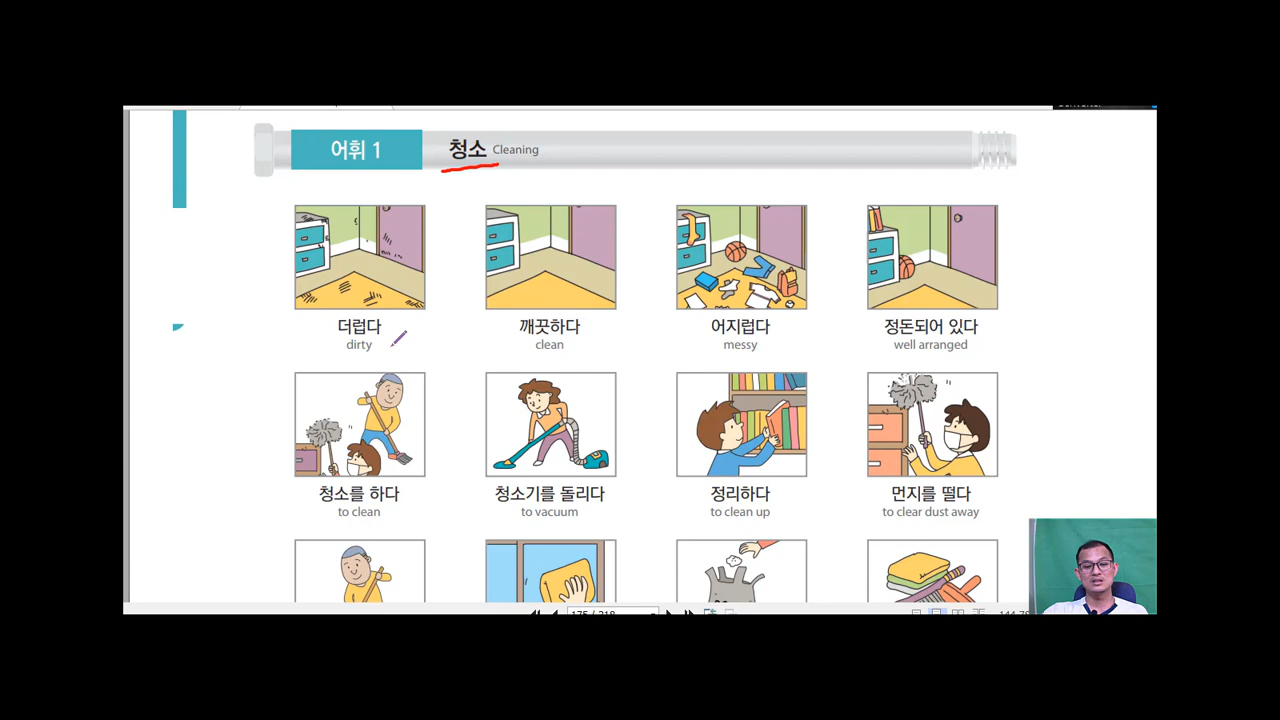 어휘 1
청소 Cleaning
더럽다
dirty
깨끗하다
clean
어지럽다
messy
정돈되어 있다
well arranged
청소를 하다
to clean
청소기를 돌리다
to vacuum
정리하다
to clean up
먼지를 떨다
to clear dust away